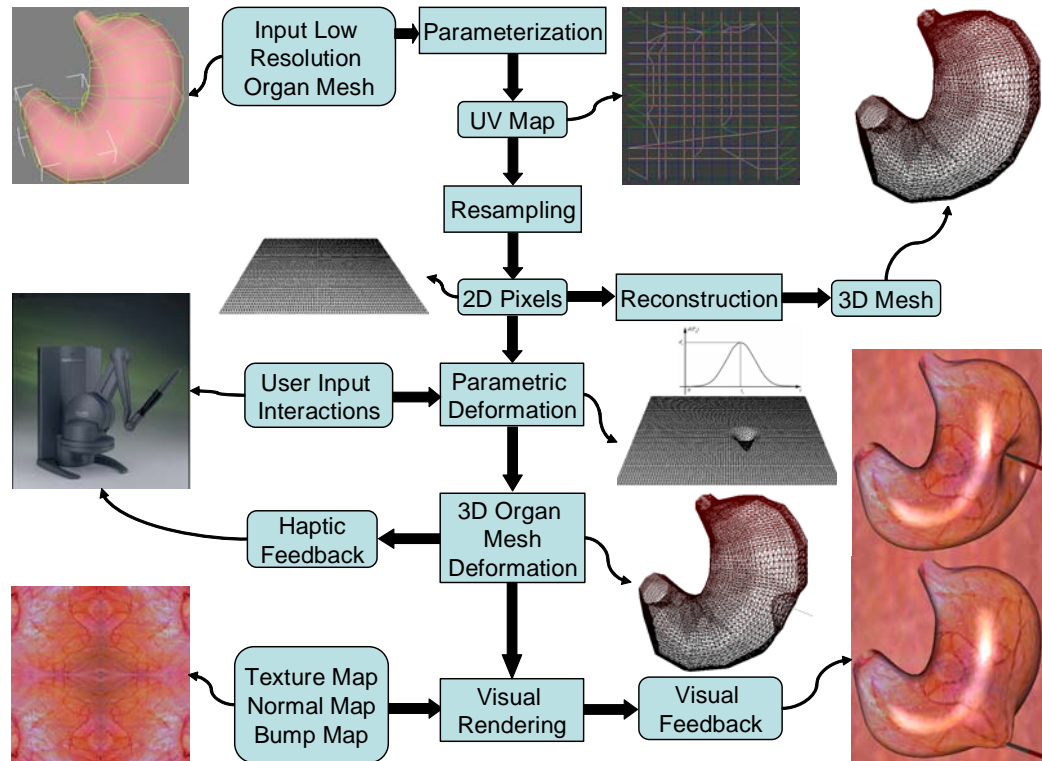 Input Low
Resolution
Organ Mesh
Parameterization
UV Map
Resampling
2D Pixels
Reconstruction
3D Mesh
User Input
Interactions
Parametric
Deformation
Haptic
Feedback
3D Organ
Mesh
Deformation
Texture Map
Normal Map
Bump Map
Visual
Rendering
Visual
Feedback